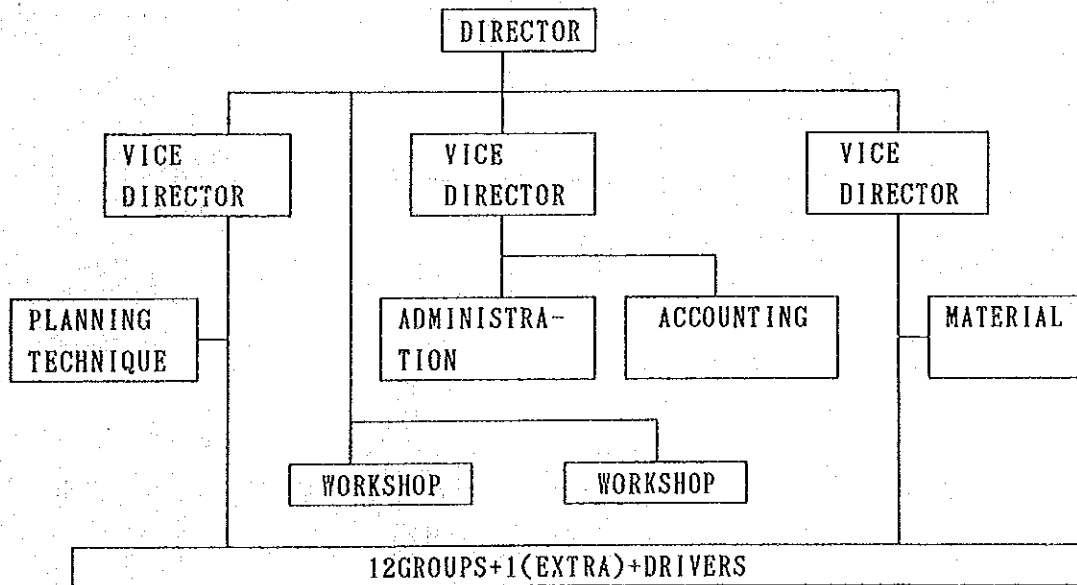 DIRECTOR
VICE
DIRECTOR
VICE
DIRECTOR
VICE
DIRECTOR
PLANNING
TECHNIQUE
ADMINISTRA-
TION
ACCOUNTING
MATERIAL
WORKSHOP
WORKSHOP
12GROUPS+1(EXTRA)+DRIVERS